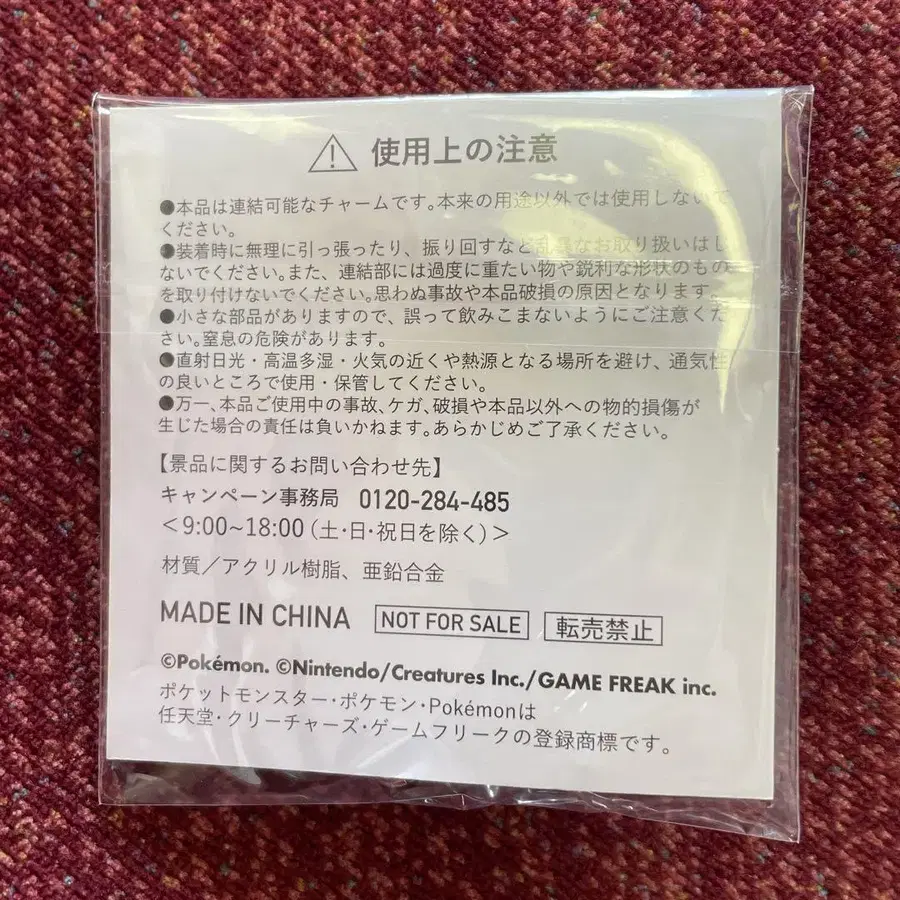 使用上の注意
●本品は連結可能なチャームです。本来の用途以外では使用しないで
ください。
●装着時に無理に引っ張ったり、振り回すなど乱暴なお取り扱いはし
ないでください。また、連結部には過度に重たい物や鋭利な形状のもの
を取り付けないでください。思わぬ事故や本品破損の原因となります。
●小さな部品がありますので、誤って飲みこまないようにご注意くだ
さい。窒息の危険があります。
●直射日光・高温多湿・火気の近くや熱源となる場所を避け、通気性
の良いところで使用・保管してください。
●万一、本品ご使用中の事故、ケガ、破損や本品以外への物的損傷が
生じた場合の責任は負いかねます。あらかじめご了承ください。
【景品に関するお問い合わせ先】
キャンペーン事務局 0120-284-485
＜9:00~18:00（土・日・祝日を除く）＞
材質／アクリル樹脂、亜鉛合金
MADE IN CHINA NOT FOR SALE 転売禁止
©Pokémon. ©Nintendo/Creatures Inc./GAME FREAK inc.
ポケットモンスター・ポケモン・Pokémonは
任天堂・クリーチャーズ・ゲームフリークの登録商標です。